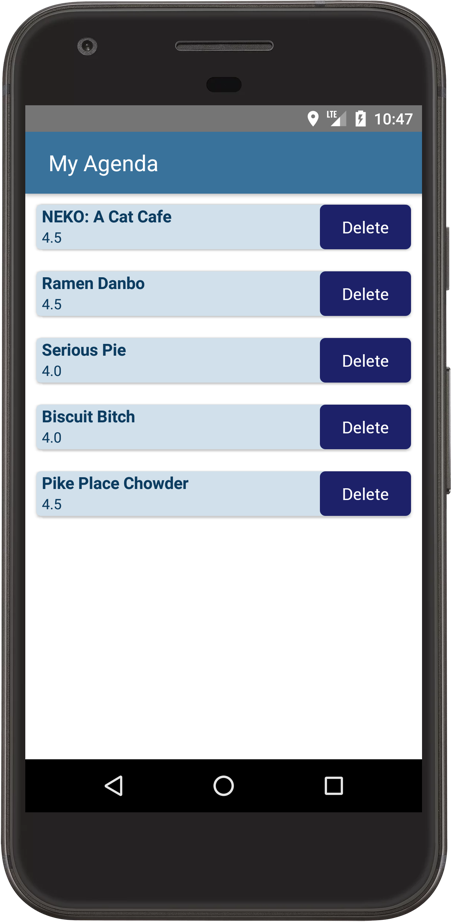 LTE 10:47
My Agenda
NEKO: A Cat Cafe
4.5
Delete
Ramen Danbo
4.5
Delete
Serious Pie
4.0
Delete
Biscuit Bitch
4.0
Delete
Pike Place Chowder
4.5
Delete